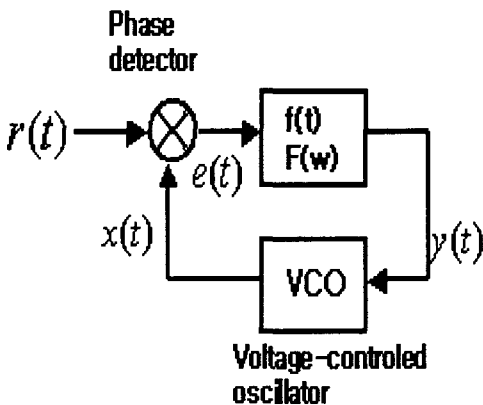 Phase
detector
r(t)
e(t)
f(t)
F(w)
x(t)
y(t)
VCO
Voltage-controled
oscillator